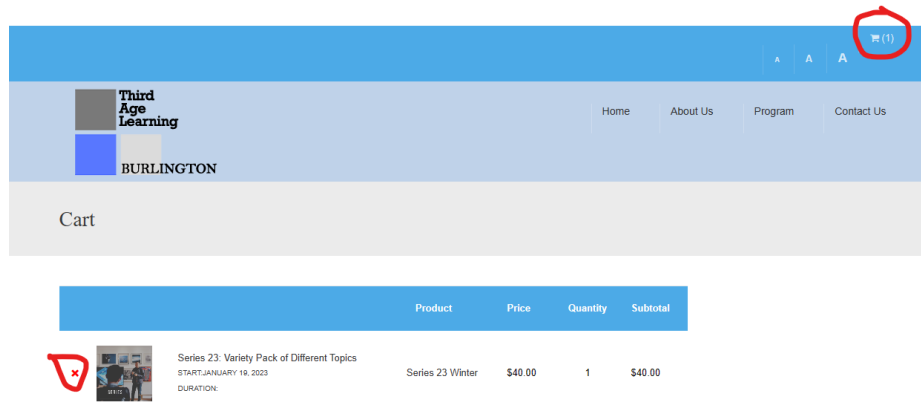 (1)
A A A
Third
Age
Learning
BURLINGTON
Home About Us Program Contact Us
Cart
Product Price Quantity Subtotal
Series 23: Variety Pack of Different Topics
START:JANUARY 19, 2023
DURATION:
Series 23 Winter $40.00 1 $40.00